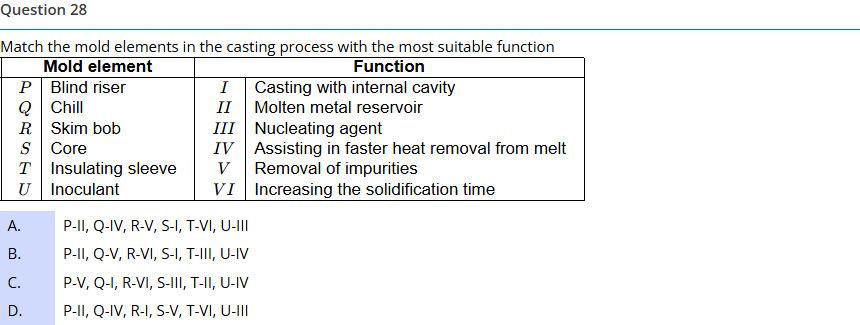 Question 28
Match the mold elements in the casting process with the most suitable function
Mold element Function
P Blind riser I Casting with internal cavity
Q Chill II Molten metal reservoir
R Skim bob III Nucleating agent
S Core IV Assisting in faster heat removal from melt
T Insulating sleeve V Removal of impurities
U Inoculant VI Increasing the solidification time
A. P-II, Q-IV, R-V, S-I, T-VI, U-III
B. P-II, Q-V, R-VI, S-I, T-III, U-IV
C. P-V, Q-I, R-VI, S-III, T-II, U-IV
D. P-II, Q-IV, R-I, S-V, T-VI, U-III